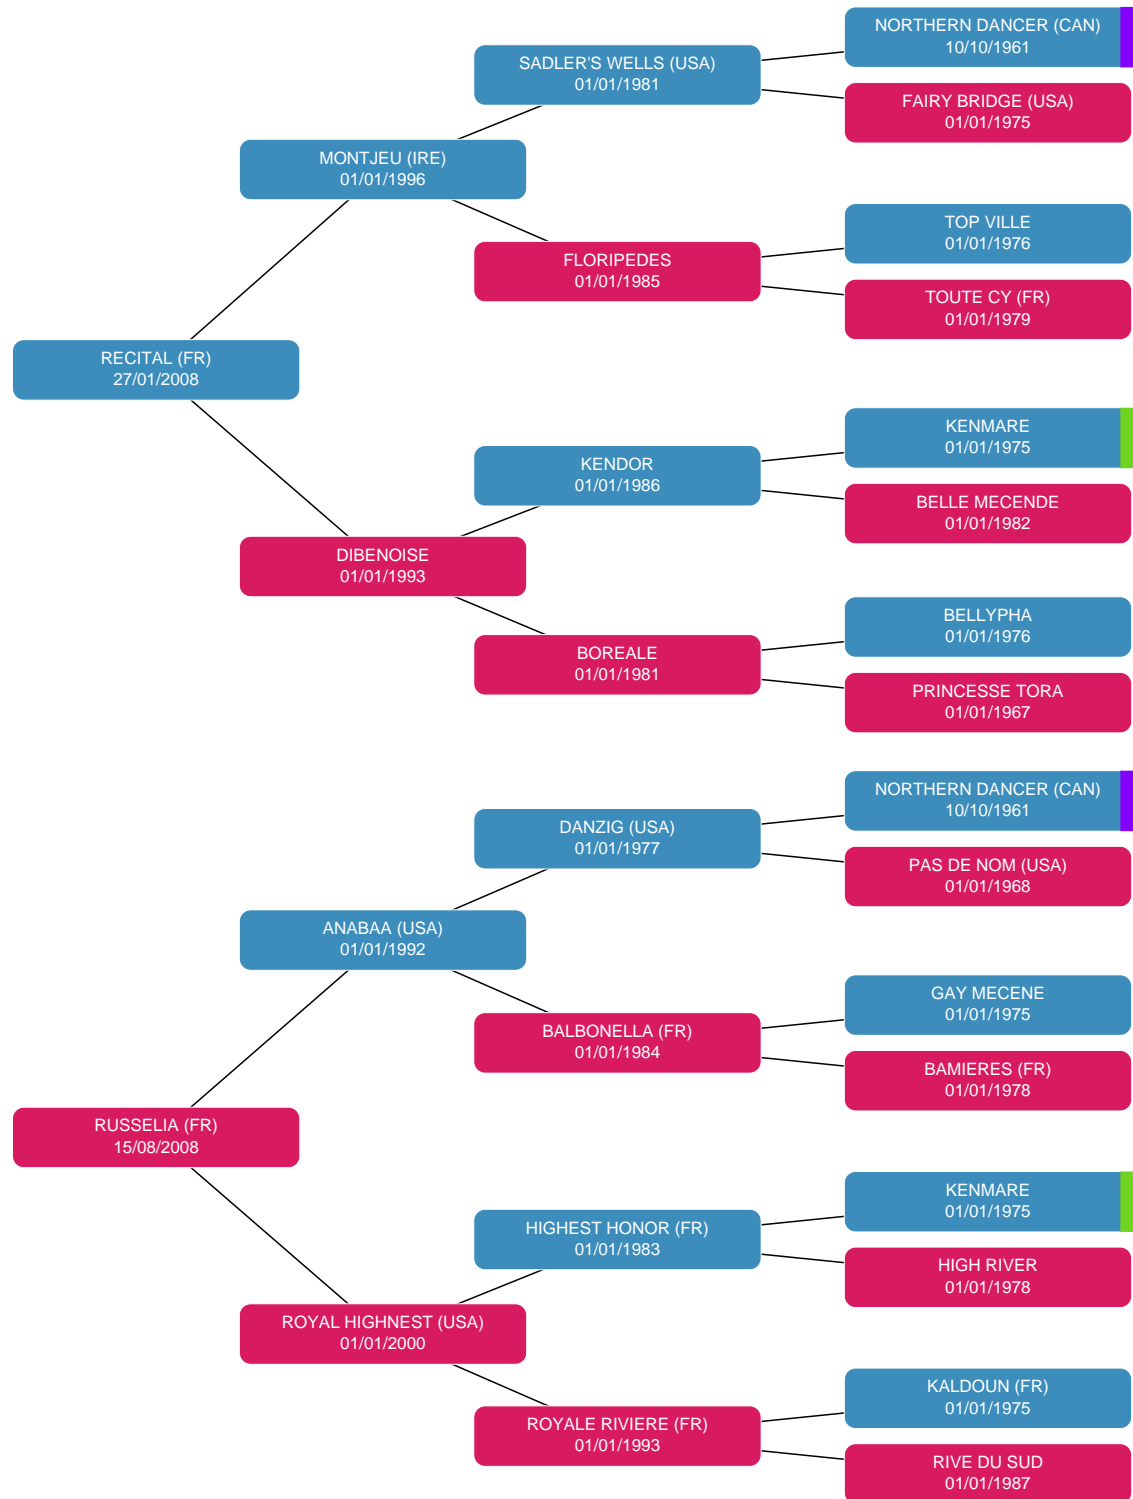 NORTHERN DANCER (CAN)
10/10/1961
SADLER'S WELLS (USA)
01/01/1981
FAIRY BRIDGE (USA)
01/01/1975
MONTJEU (IRE)
01/01/1996
TOP VILLE
01/01/1976
FLORIPEDES
01/01/1985
TOUTE CY (FR)
01/01/1979
RECITAL (FR)
27/01/2008
KENMARE
01/01/1975
KENDOR
01/01/1986
BELLE MECENDE
01/01/1982
DIBENOISE
01/01/1993
BELLYPHA
01/01/1976
BOREALE
01/01/1981
PRINCESSE TORA
01/01/1967
NORTHERN DANCER (CAN)
10/10/1961
DANZIG (USA)
01/01/1977
PAS DE NOM (USA)
01/01/1968
ANABAA (USA)
01/01/1992
GAY MECENE
01/01/1975
BALBONELLA (FR)
01/01/1984
BAMIERES (FR)
01/01/1978
RUSSELIA (FR)
15/08/2008
KENMARE
01/01/1975
HIGHEST HONOR (FR)
01/01/1983
HIGH RIVER
01/01/1978
ROYAL HIGHNEST (USA)
01/01/2000
KALDOUN (FR)
01/01/1975
ROYALE RIVIERE (FR)
01/01/1993
RIVE DU SUD
01/01/1987